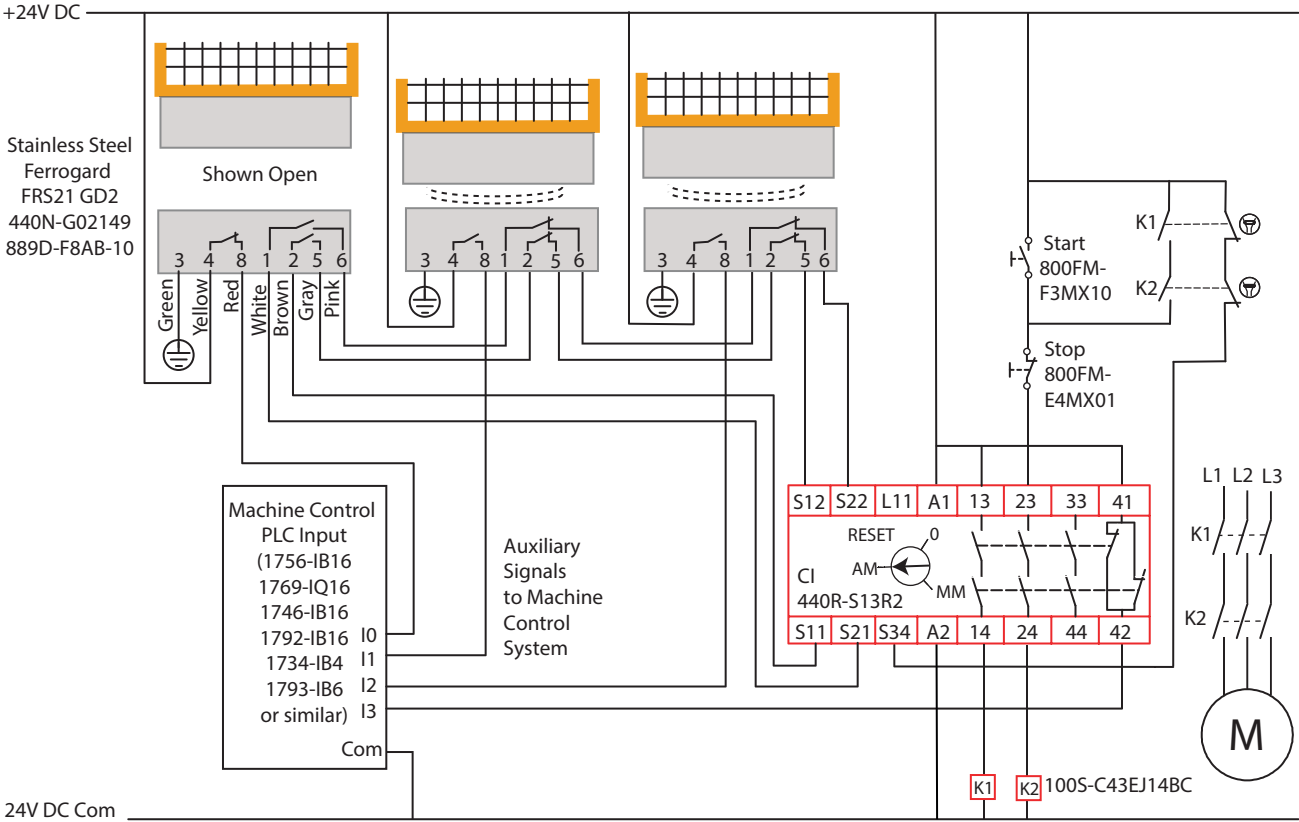 +24V DC
Stainless Steel
Ferrogard
FRS21 GD2
440N-G02149
889D-F8AB-10
Shown Open
3 4 8 1 2 5 6
3 4 8 1 2 5 6
3 4 8 1 2 5 6
Green
Yellow
Red
White
Brown
Gray
Pink
K1
K2
Start
800FM-
F3MX10
Stop
800FM-
E4MX01
Machine Control
PLC Input
(1756-IB16
1769-IQ16
1746-IB16
1792-IB16
1734-IB4
1793-IB6
or similar)
I0
I1
I2
I3
Com
Auxiliary
Signals
to Machine
Control
System
S12 S22 L11 A1 13 23 33 41
RESET
0
AM
MM
CI
440R-S13R2
S11 S21 S34 A2 14 24 44 42
L1 L2 L3
K1
K2
M
K1
K2
100S-C43EJ14BC
24V DC Com